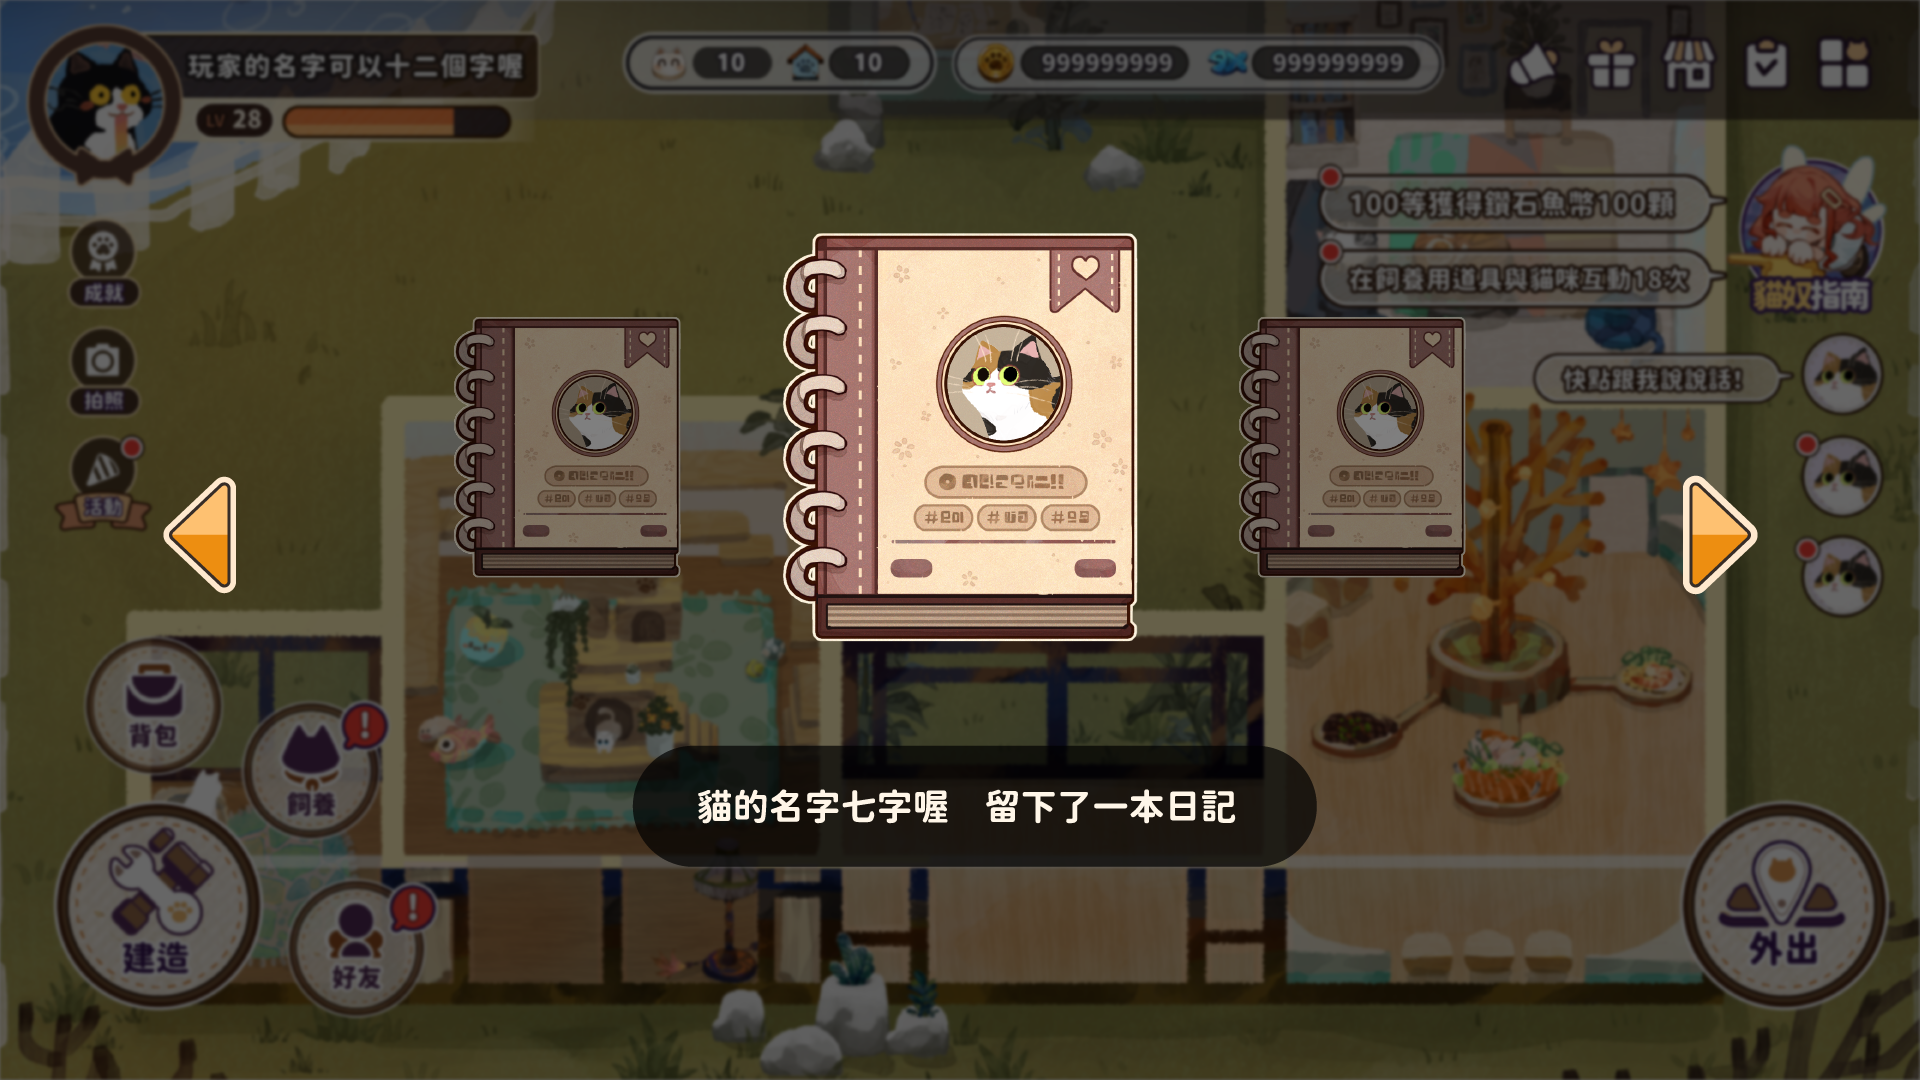 玩家的名字可以十二個字喔
LV 28
10
10
999999999
999999999
成就
拍照
活動
100等獲得鑽石魚幣100顆
在飼養用道具與貓咪互動18次
貓奴指南
快點跟我說說話!
背包
飼養
建造
好友
外出
貓的名字七字喔　留下了一本日記